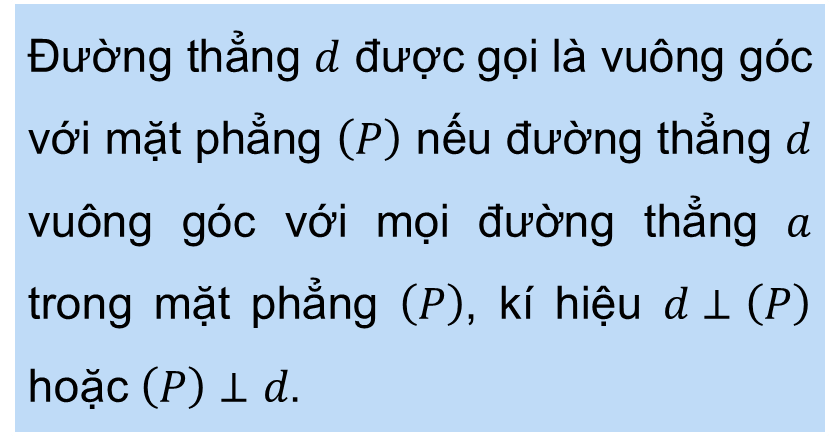 Đường thẳng d được gọi là vuông góc
với mặt phẳng (P) nếu đường thẳng d
vuông góc với mọi đường thẳng a
trong mặt phẳng (P), kí hiệu d ⊥ (P)
hoặc (P) ⊥ d.